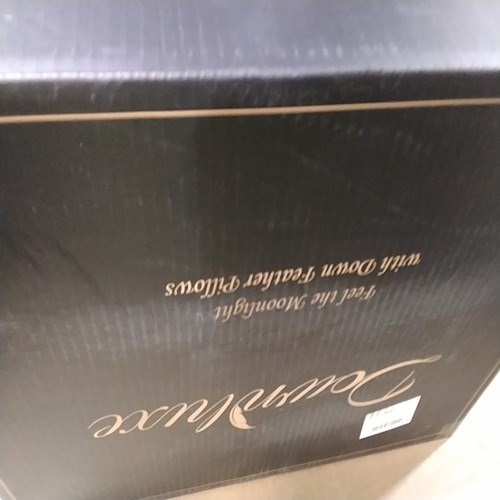 Downluxe
Feel the Moonlight
with Down Feather Pillows